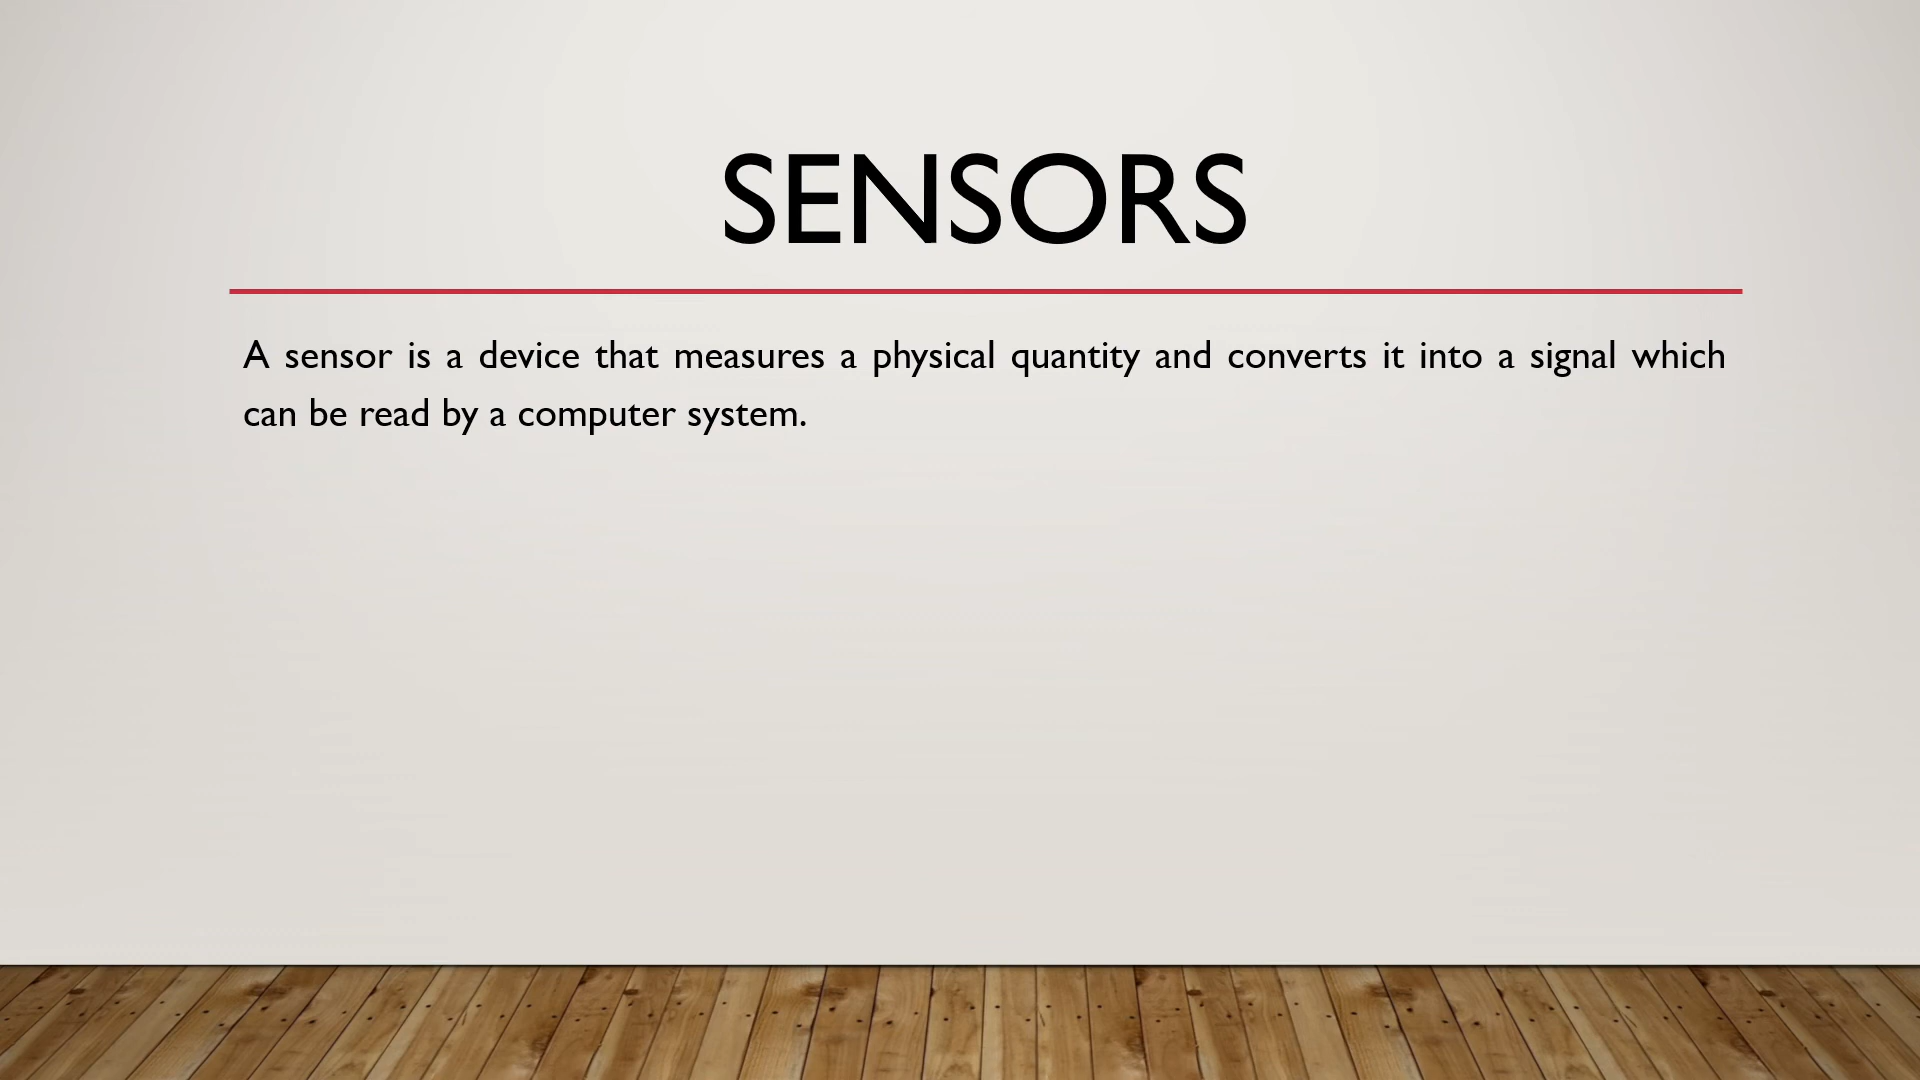 SENSORS
A sensor is a device that measures a physical quantity and converts it into a signal which
can be read by a computer system.